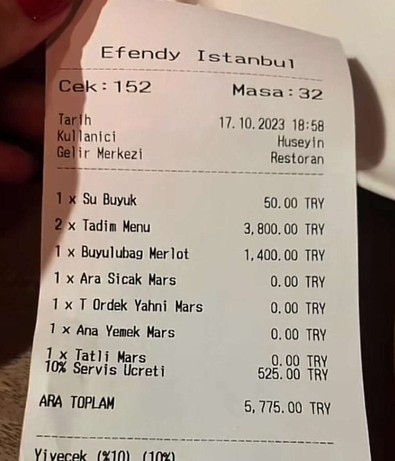 Efendy Istanbul
Cek:152 Masa:32
Tarih 17.10.2023 18:58
Kullanici Huseyin
Gelir Merkezi Restoran
1 x Su Buyuk 50.00 TRY
2 x Tadim Menu 3,800.00 TRY
1 x Buyulubag Merlot 1,400.00 TRY
1 x Ara Sicak Mars 0.00 TRY
1 x T Ordek Yahni Mars 0.00 TRY
1 x Ana Yemek Mars 0.00 TRY
1 x Tatli Mars 0.00 TRY
10% Servis Ucreti 525.00 TRY
ARA TOPLAM 5,775.00 TRY
Yiyecek (%10) (10%)